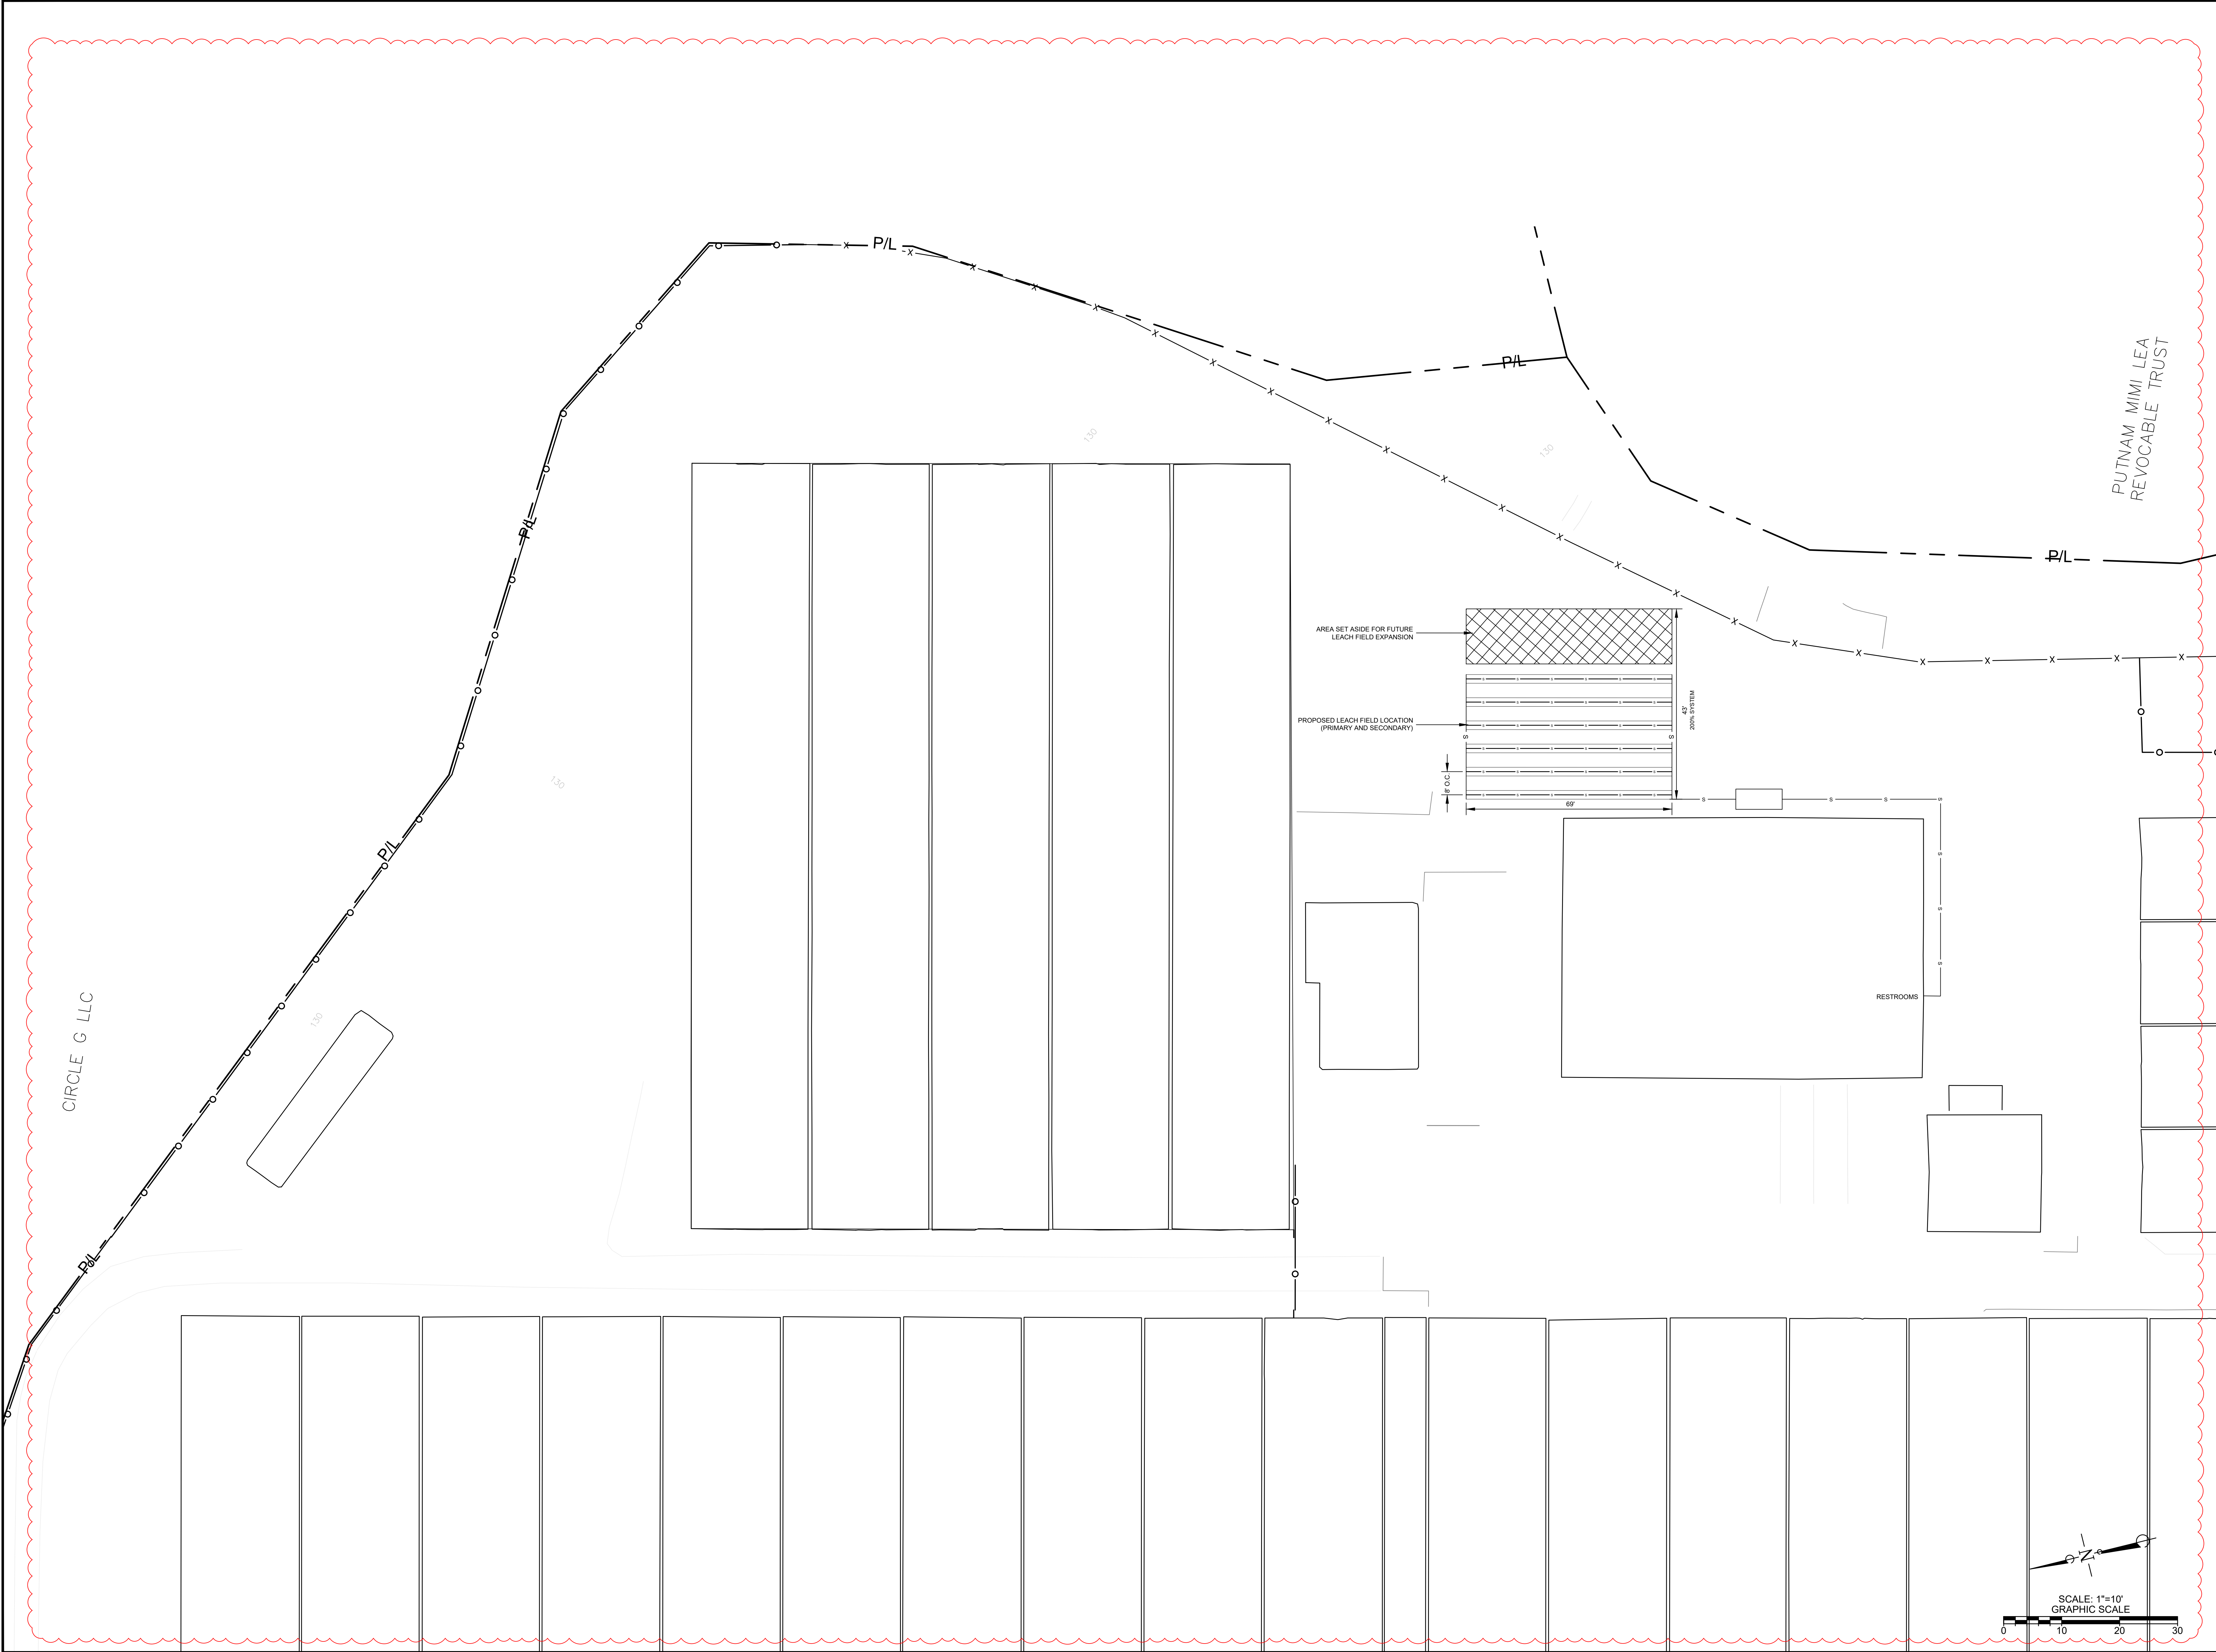 P/L
P/L
PUTNAM MIMI LEA
REVOCABLE TRUST
130
130
P/L
P/L
AREA SET ASIDE FOR FUTURE
LEACH FIELD EXPANSION
43'
200% SYSTEM
PROPOSED LEACH FIELD LOCATION
(PRIMARY AND SECONDARY)
130
8' O.C.
69'
P/L
CIRCLE G LLC
130
RESTROOMS
P/L
N
SCALE: 1"=10'
GRAPHIC SCALE
0 10 20 30